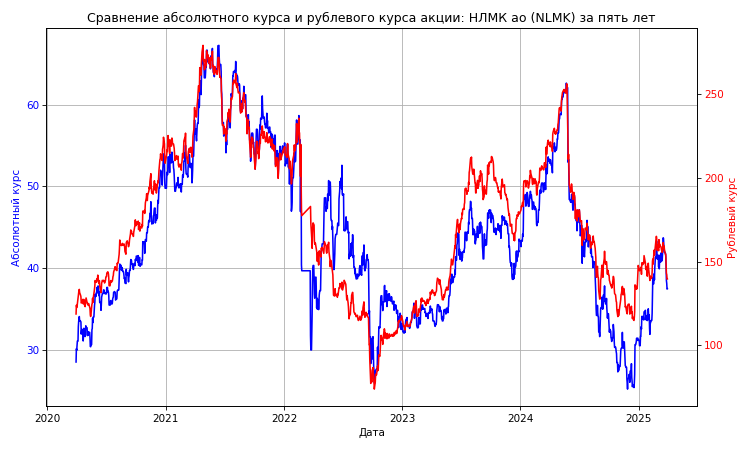 Сравнение абсолютного курса и рублевого курса акции: НЛМК ао (NLMK) за пять лет
Абсолютный курс
60
50
40
30
250
200
150
100
Рублевый курс
2020 2021 2022 2023 2024 2025
Дата